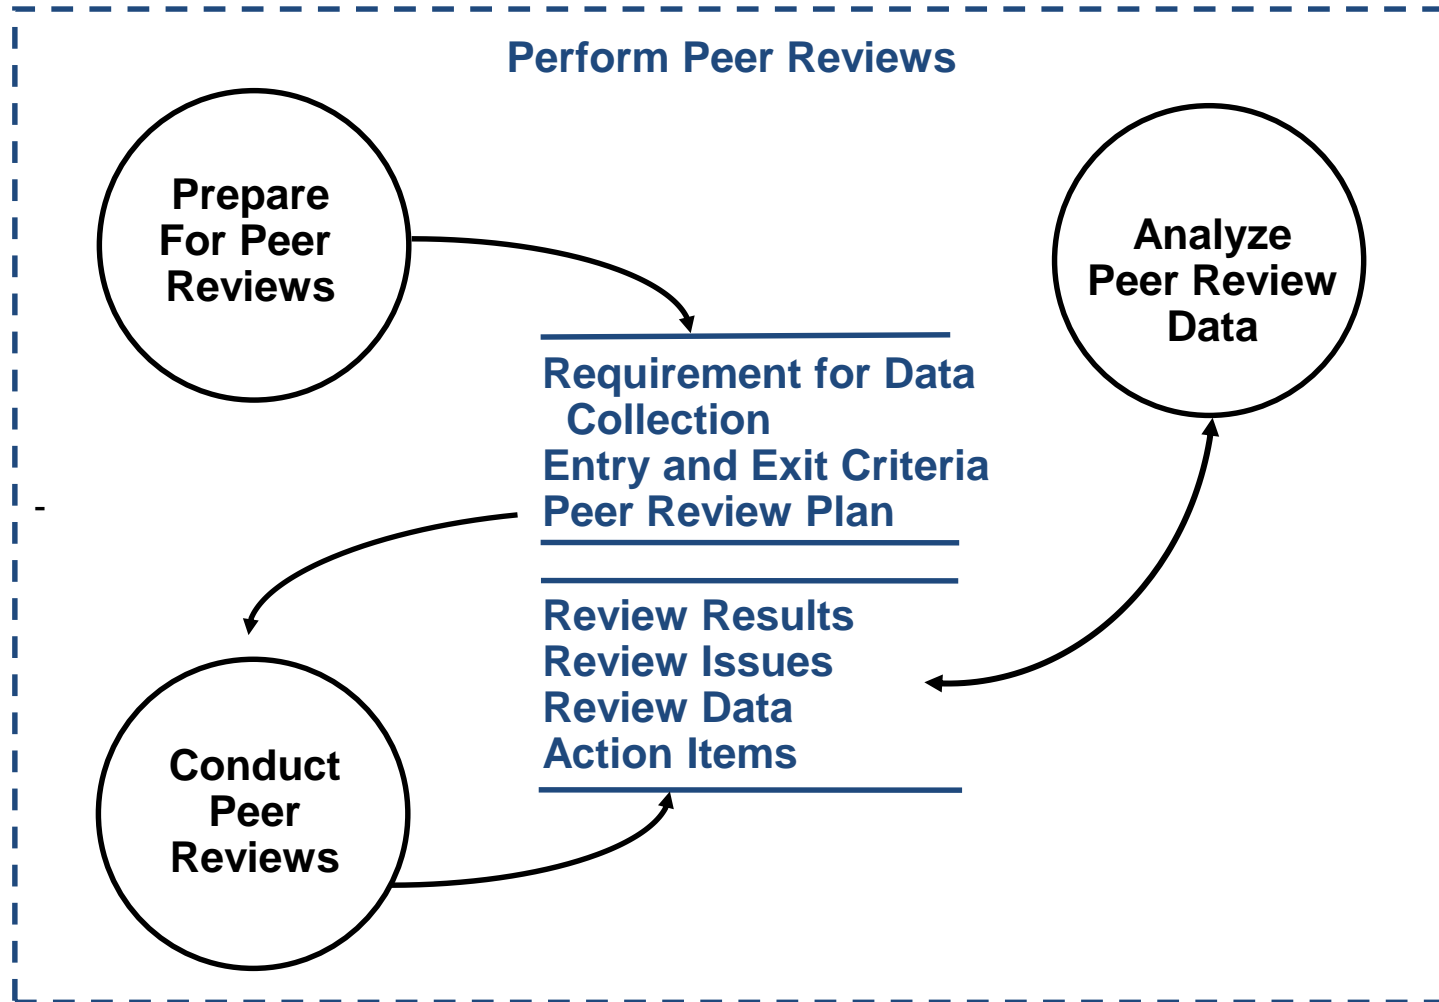 Perform Peer Reviews
Prepare
For Peer
Reviews
Analyze
Peer Review
Data
Requirement for Data
Collection
Entry and Exit Criteria
Peer Review Plan
-
Review Results
Review Issues
Review Data
Action Items
Conduct
Peer
Reviews